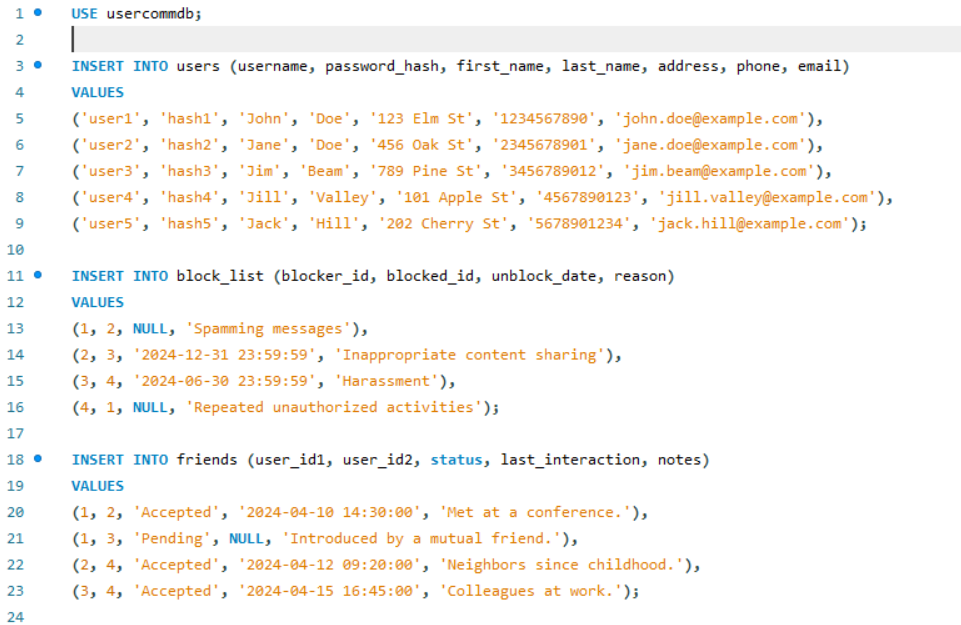 1 USE usercommdb;
2
3 INSERT INTO users (username, password_hash, first_name, last_name, address, phone, email)
4 VALUES
5 ('user1', 'hash1', 'John', 'Doe', '123 Elm St', '1234567890', 'john.doe@example.com'),
6 ('user2', 'hash2', 'Jane', 'Doe', '456 Oak St', '2345678901', 'jane.doe@example.com'),
7 ('user3', 'hash3', 'Jim', 'Beam', '789 Pine St', '3456789012', 'jim.beam@example.com'),
8 ('user4', 'hash4', 'Jill', 'Valley', '101 Apple St', '4567890123', 'jill.valley@example.com'),
9 ('user5', 'hash5', 'Jack', 'Hill', '202 Cherry St', '5678901234', 'jack.hill@example.com');
10
11 INSERT INTO block_list (blocker_id, blocked_id, unblock_date, reason)
12 VALUES
13 (1, 2, NULL, 'Spamming messages'),
14 (2, 3, '2024-12-31 23:59:59', 'Inappropriate content sharing'),
15 (3, 4, '2024-06-30 23:59:59', 'Harassment'),
16 (4, 1, NULL, 'Repeated unauthorized activities');
17
18 INSERT INTO friends (user_id1, user_id2, status, last_interaction, notes)
19 VALUES
20 (1, 2, 'Accepted', '2024-04-10 14:30:00', 'Met at a conference.'),
21 (1, 3, 'Pending', NULL, 'Introduced by a mutual friend.'),
22 (2, 4, 'Accepted', '2024-04-12 09:20:00', 'Neighbors since childhood.'),
23 (3, 4, 'Accepted', '2024-04-15 16:45:00', 'Colleagues at work.');
24